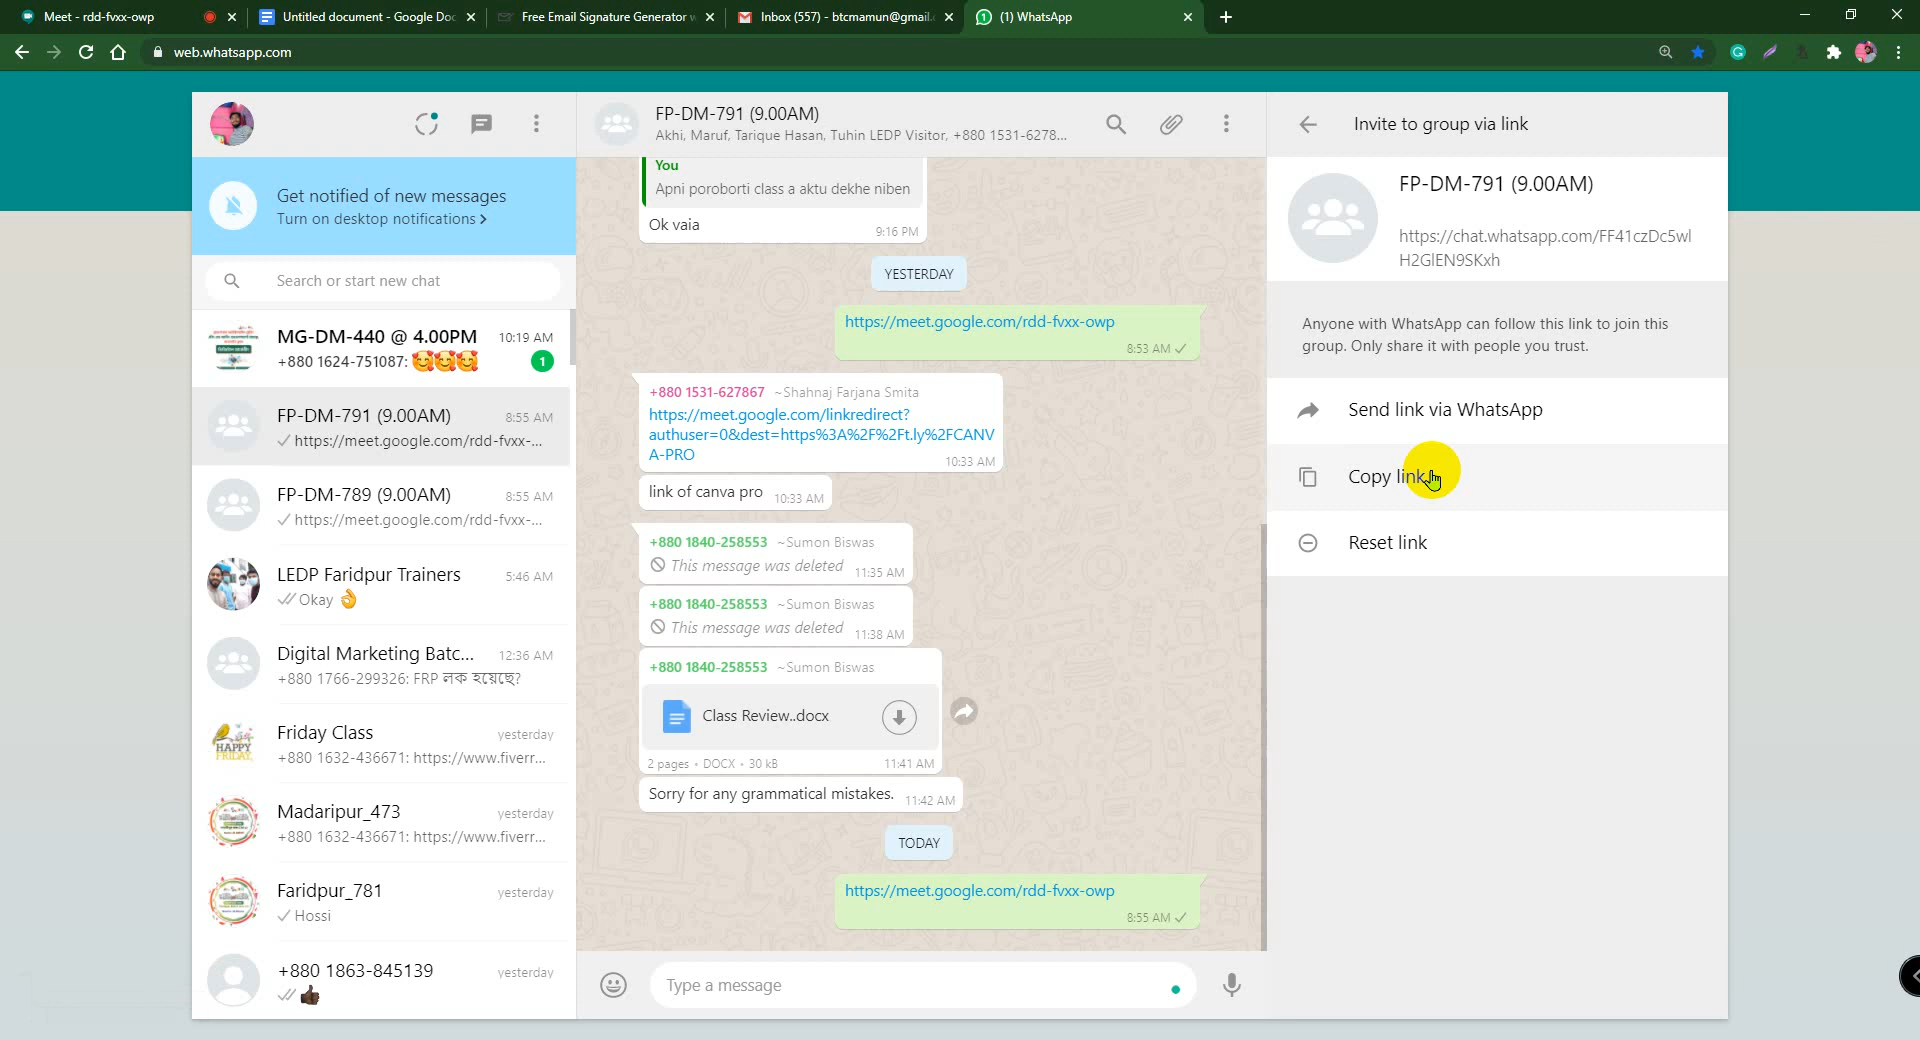 Meet - rdd-fvxx-owp
Untitled document - Google Doc
Free Email Signature Generator w
Inbox (557) - btcmamun@gmail.c
(1) WhatsApp
web.whatsapp.com
FP-DM-791 (9.00AM)
Akhi, Maruf, Tarique Hasan, Tuhin LEDP Visitor, +880 1531-6278...
Invite to group via link
Get notified of new messages
Turn on desktop notifications >
Search or start new chat
MG-DM-440 @ 4.00PM 10:19 AM
+880 1624-751087: 🥰🥰🥰 1
FP-DM-791 (9.00AM) 8:55 AM
https://meet.google.com/rdd-fvxx-...
FP-DM-789 (9.00AM) 8:55 AM
https://meet.google.com/rdd-fvxx-...
LEDP Faridpur Trainers 5:46 AM
Okay 👌
Digital Marketing Batc... 12:36 AM
+880 1766-299326: FRP লক হয়েছে?
HAPPY
FRIDAY
Friday Class yesterday
+880 1632-436671: https://www.fiverr...
Madaripur_473 yesterday
+880 1632-436671: https://www.fiverr...
Faridpur_781 yesterday
Hossi
+880 1863-845139 yesterday
You
Apni poroborti class a aktu dekhe niben
Ok vaia 9:16 PM
YESTERDAY
https://meet.google.com/rdd-fvxx-owp
8:53 AM
+880 1531-627867 ~Shahnaj Farjana Smita
https://meet.google.com/linkredirect?
authuser=0&dest=https%3A%2F%2Ft.ly%2FCANV
A-PRO 10:33 AM
link of canva pro 10:33 AM
+880 1840-258553 ~Sumon Biswas
This message was deleted 11:35 AM
+880 1840-258553 ~Sumon Biswas
This message was deleted 11:38 AM
+880 1840-258553 ~Sumon Biswas
Class Review..docx
2 pages • DOCX • 30 kB 11:41 AM
Sorry for any grammatical mistakes. 11:42 AM
TODAY
https://meet.google.com/rdd-fvxx-owp
8:55 AM
Type a message
FP-DM-791 (9.00AM)
https://chat.whatsapp.com/FF41czDc5wl
H2GlEN9SKxh
Anyone with WhatsApp can follow this link to join this
group. Only share it with people you trust.
Send link via WhatsApp
Copy link
Reset link